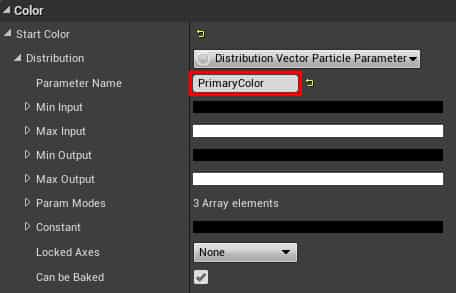 Color
Start Color
Distribution
Distribution Vector Particle Parameter
Parameter Name
PrimaryColor
Min Input
Max Input
Min Output
Max Output
Param Modes
3 Array elements
Constant
Locked Axes
None
Can be Baked